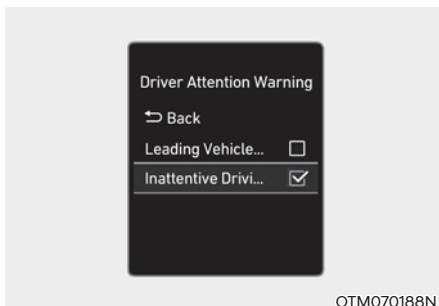 Driver Attention Warning
Back
Leading Vehicle...
Inattentive Drivi...
OTM070188N